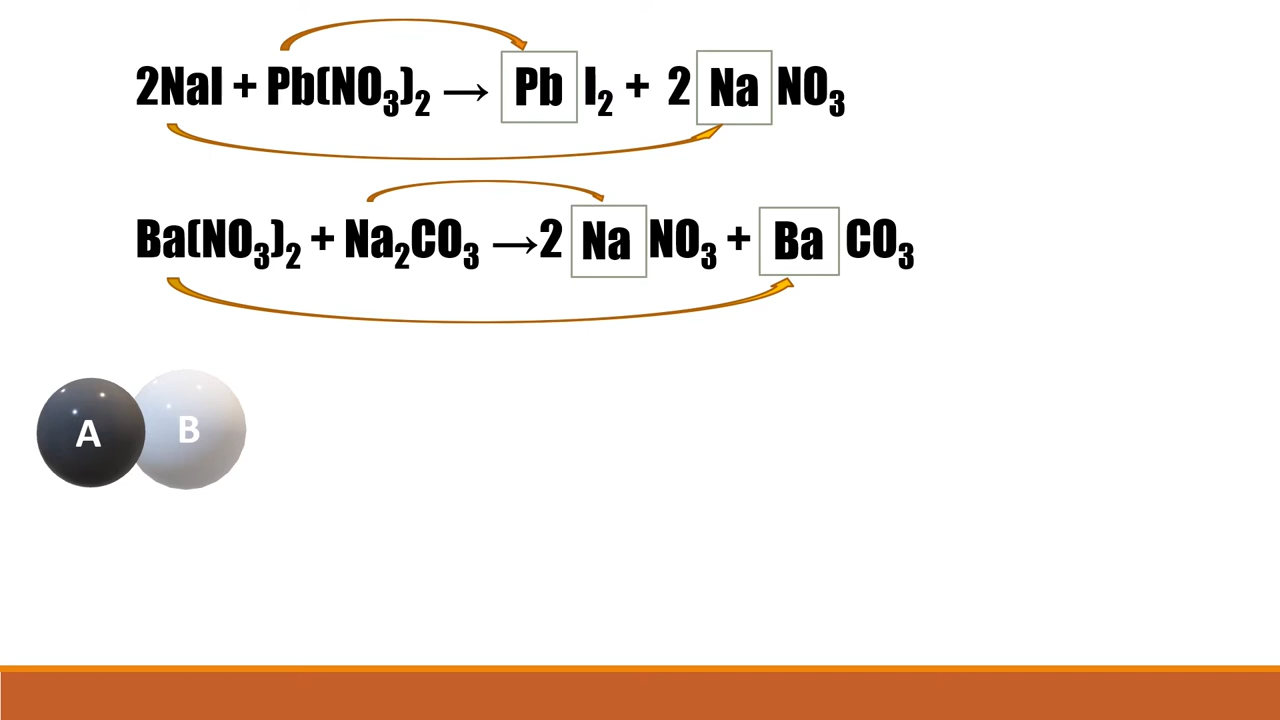 2NaI + Pb(NO₃)₂ → Pb I₂ + 2 Na NO₃
Ba(NO₃)₂ + Na₂CO₃ →2 Na NO₃ + Ba CO₃
A B